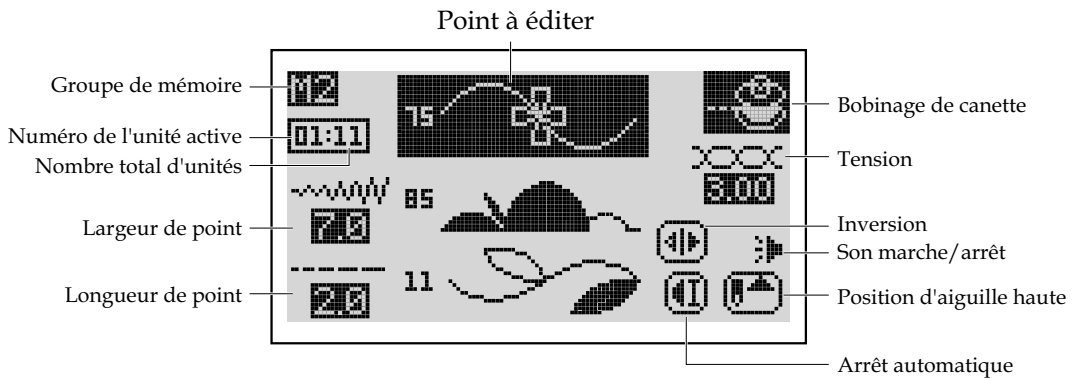 Point à éditer
Groupe de mémoire
M2
75
Bobinage de canette
Numéro de l'unité active
01:11
Nombre total d'unités
Tension
6.00
85
Largeur de point
7.0
Inversion
Son marche/arrêt
11
Longueur de point
2.0
Position d'aiguille haute
Arrêt automatique